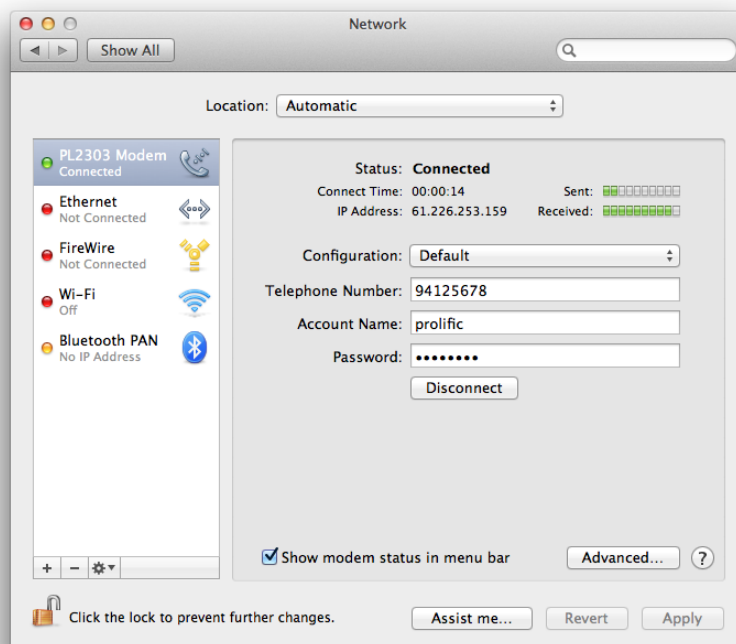 Network
Show All
Location: Automatic
PL2303 Modem
Connected
Ethernet
Not Connected
FireWire
Not Connected
Wi-Fi
Off
Bluetooth PAN
No IP Address
Status: Connected
Connect Time: 00:00:14 Sent:
IP Address: 61.226.253.159 Received:
Configuration: Default
Telephone Number: 94125678
Account Name: prolific
Password: ••••••••
Disconnect
Show modem status in menu bar
Advanced... ?
Click the lock to prevent further changes.
Assist me... Revert Apply